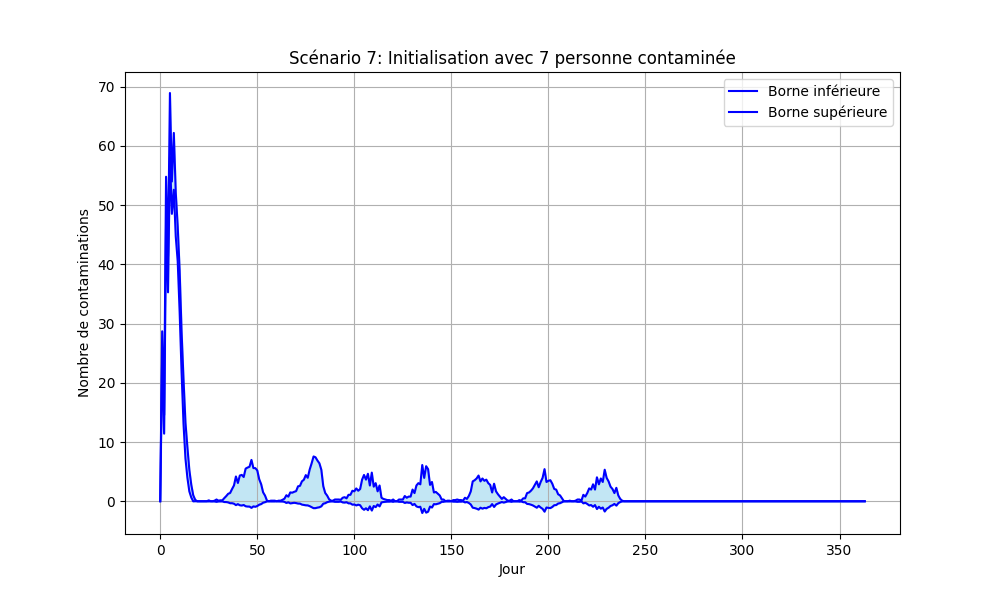 Scénario 7: Initialisation avec 7 personne contaminée
Borne inférieure
Borne supérieure
Nombre de contaminations
70
60
50
40
30
20
10
0
0 50 100 150 200 250 300 350
Jour